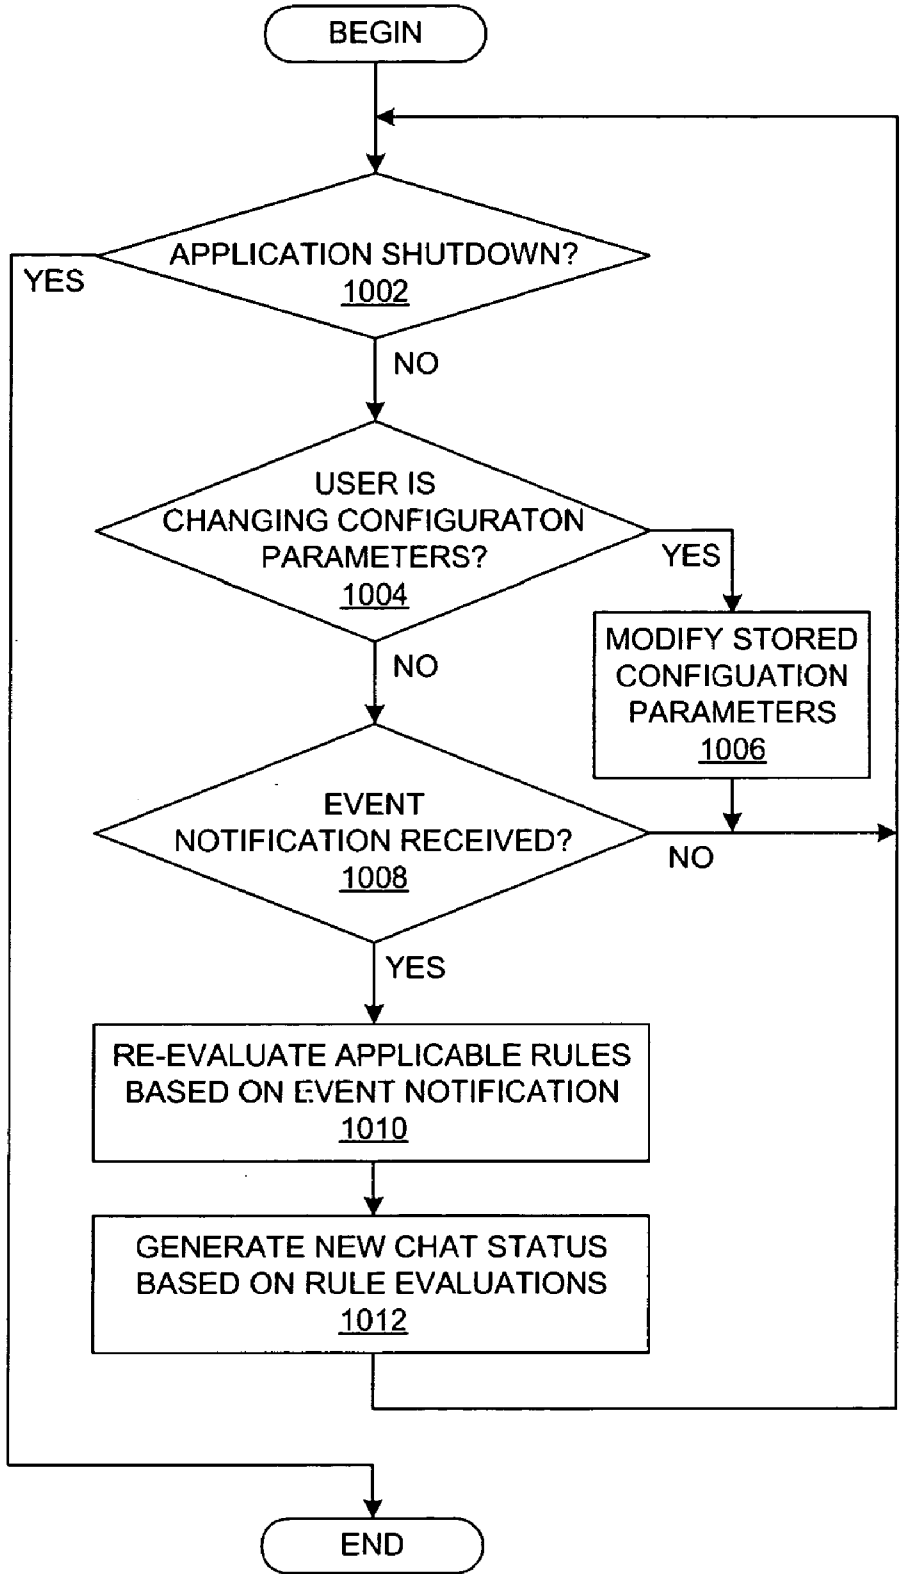 BEGIN
APPLICATION SHUTDOWN?
1002
YES
NO
USER IS
CHANGING CONFIGURATON
PARAMETERS?
1004
YES
NO
MODIFY STORED
CONFIGUATION
PARAMETERS
1006
EVENT
NOTIFICATION RECEIVED?
1008
NO
YES
RE-EVALUATE APPLICABLE RULES
BASED ON EVENT NOTIFICATION
1010
GENERATE NEW CHAT STATUS
BASED ON RULE EVALUATIONS
1012
END